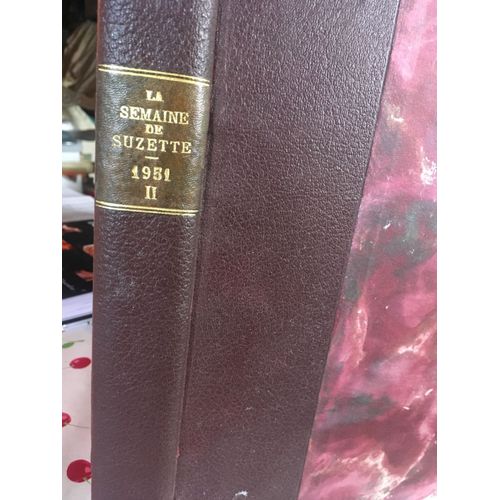 LA
SEMAINE
DE
SUZETTE
1951
II